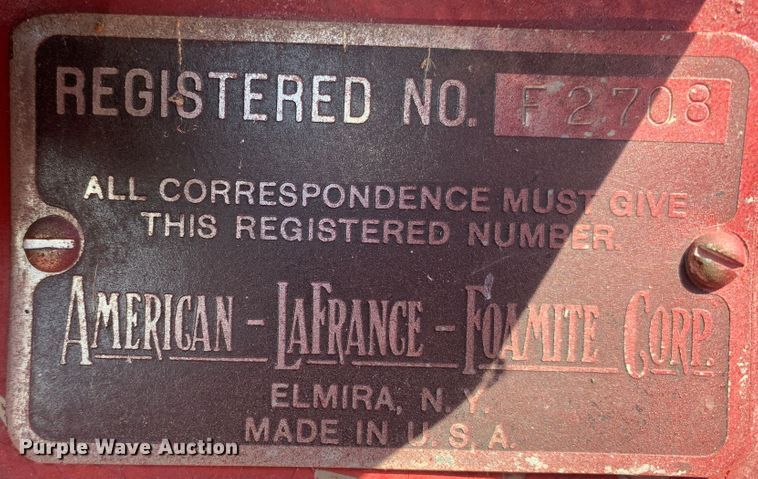 REGISTERED NO. F2708
ALL CORRESPONDENCE MUST GIVE
THIS REGISTERED NUMBER.
AMERICAN-LAFRANCE-FOAMITE CORP.
ELMIRA, N.Y.
MADE IN U.S.A.
Purple Wave Auction